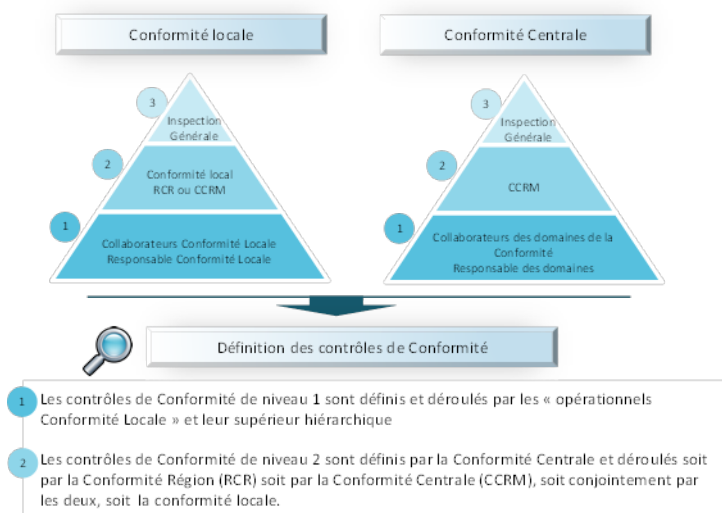 Conformité locale
Conformité Centrale
3
Inspection
Générale
2
Conformité local
RCR ou CCRM
1
Collaborateurs Conformité Locale
Responsable Conformité Locale
3
Inspection
Générale
2
CCRM
1
Collaborateurs des domaines de la
Conformité
Responsable des domaines
Définition des contrôles de Conformité
1
Les contrôles de Conformité de niveau 1 sont définis et déroulés par les « opérationnels
Conformité Locale » et leur supérieur hiérarchique
2
Les contrôles de Conformité de niveau 2 sont définis par la Conformité Centrale et déroulés soit
par la Conformité Région (RCR) soit par la Conformité Centrale (CCRM), soit conjointement par
les deux, soit la conformité locale.